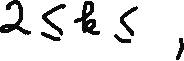 2 ≤ k ≤ ,